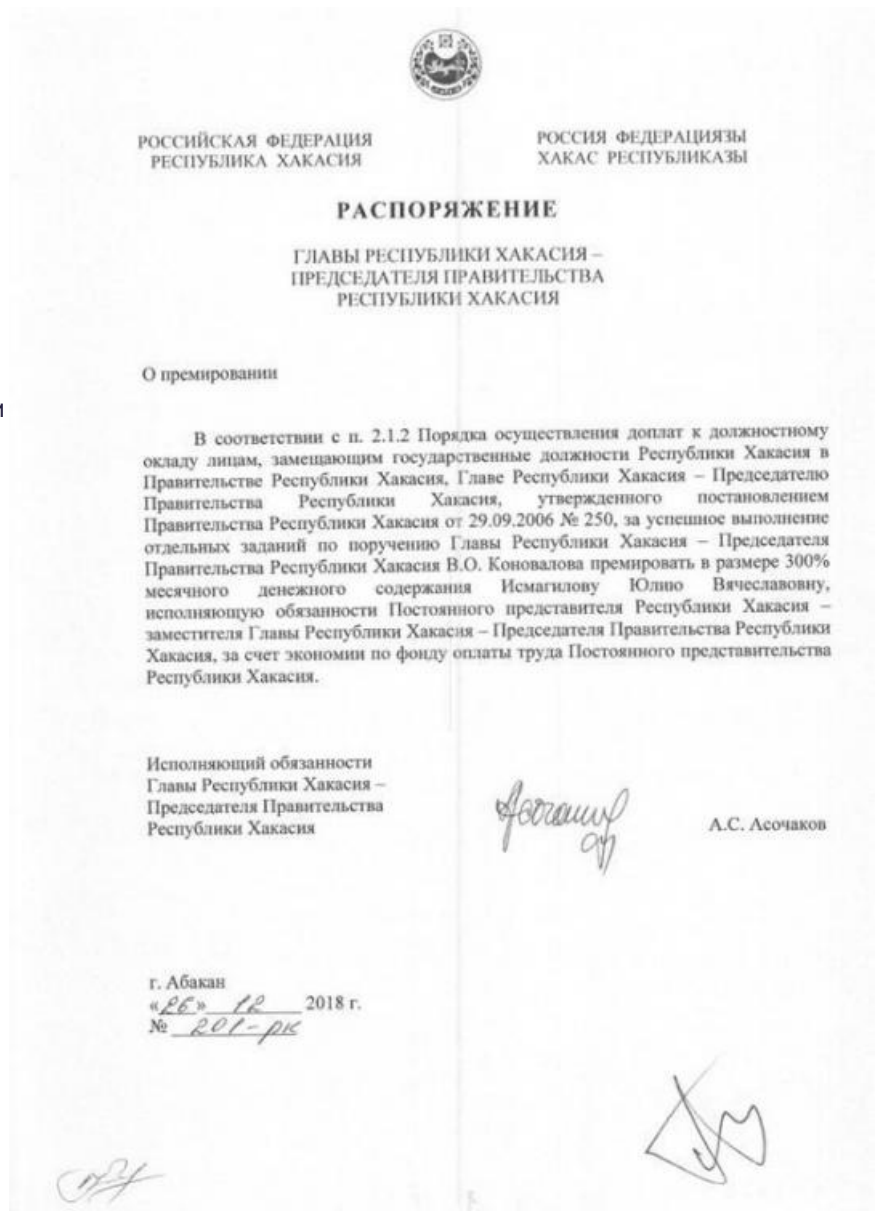 РОССИЙСКАЯ ФЕДЕРАЦИЯ
РЕСПУБЛИКА ХАКАСИЯ
РОССИЯ ФЕДЕРАЦИЯЗЫ
ХАКАС РЕСПУБЛИКАЗЫ
РАСПОРЯЖЕНИЕ
ГЛАВЫ РЕСПУБЛИКИ ХАКАСИЯ –
ПРЕДСЕДАТЕЛЯ ПРАВИТЕЛЬСТВА
РЕСПУБЛИКИ ХАКАСИЯ
О премировании
и
В соответствии с п. 2.1.2 Порядка осуществления доплат к должностному
окладу лицам, замещающим государственные должности Республики Хакасия в
Правительстве Республики Хакасия, Главе Республики Хакасия – Председателю
Правительства Республики Хакасия, утвержденного постановлением
Правительства Республики Хакасия от 29.09.2006 № 250, за успешное выполнение
отдельных заданий по поручению Главы Республики Хакасия – Председателя
Правительства Республики Хакасия В.О. Коновалова премировать в размере 300%
месячного денежного содержания Исмагилову Юлию Вячеславовну,
исполняющую обязанности Постоянного представителя Республики Хакасия –
заместителя Главы Республики Хакасия – Председателя Правительства Республики
Хакасия, за счет экономии по фонду оплаты труда Постоянного представительства
Республики Хакасия.
Исполняющий обязанности
Главы Республики Хакасия –
Председателя Правительства
Республики Хакасия
А.С. Асочаков
г. Абакан
«26» 12 2018 г.
№ 201-рк